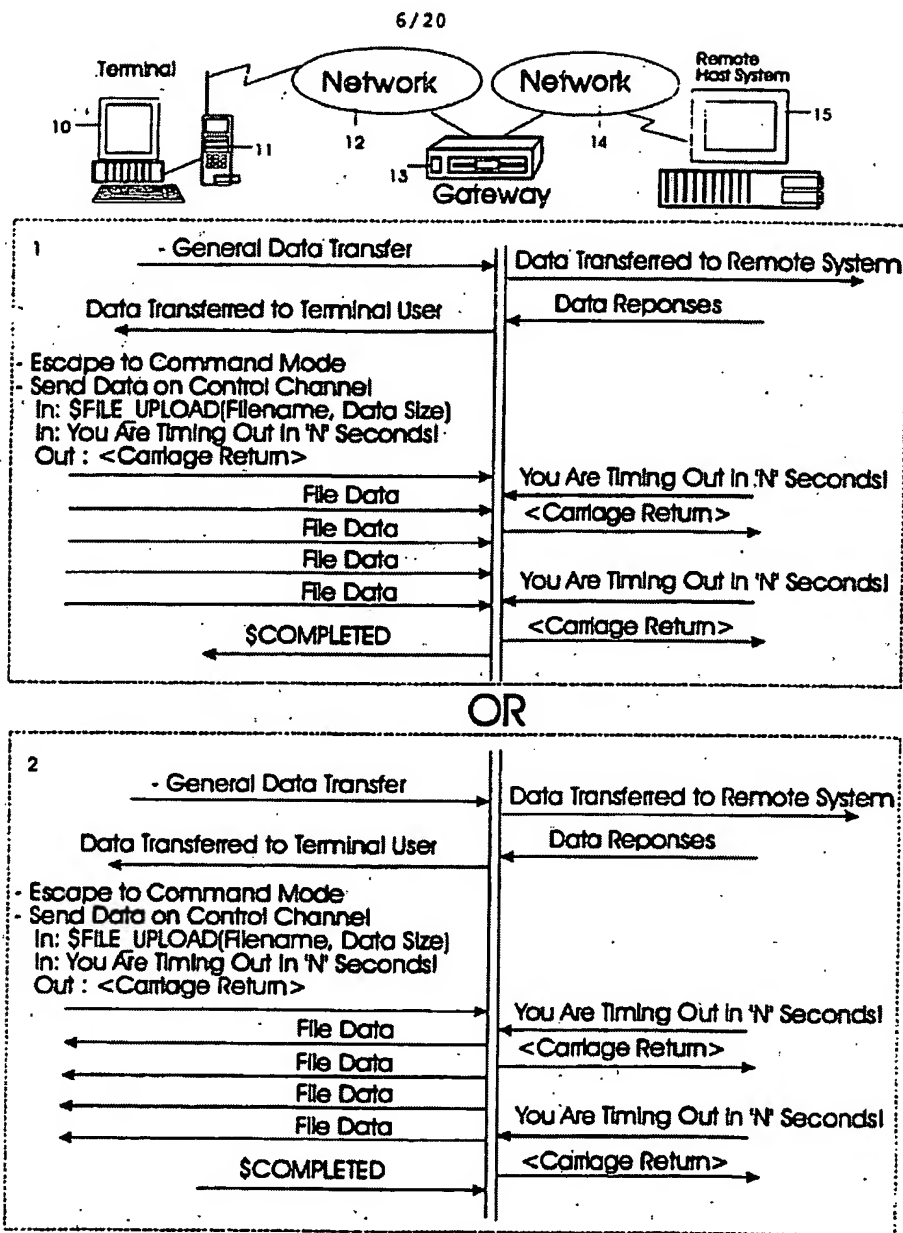 6/20
Terminal
Network
Network
Remote
Host System
10
11
12
13
14
15
Gateway
1
- General Data Transfer
Data Transferred to Remote System
Data Transferred to Terminal User
Data Reponses
- Escape to Command Mode
- Send Data on Control Channel
In: $FILE_UPLOAD(Filename, Data Size)
In: You Are Timing Out in 'N' Seconds!
Out : <Carriage Return>
You Are Timing Out in 'N' Seconds!
File Data
<Carriage Return>
File Data
File Data
You Are Timing Out in 'N' Seconds!
File Data
<Carriage Return>
$COMPLETED
OR
2
- General Data Transfer
Data Transferred to Remote System
Data Transferred to Terminal User
Data Reponses
- Escape to Command Mode
- Send Data on Control Channel
In: $FILE_UPLOAD(Filename, Data Size)
In: You Are Timing Out in 'N' Seconds!
Out : <Carriage Return>
You Are Timing Out in 'N' Seconds!
File Data
<Carriage Return>
File Data
File Data
You Are Timing Out in 'N' Seconds!
File Data
<Carriage Return>
$COMPLETED